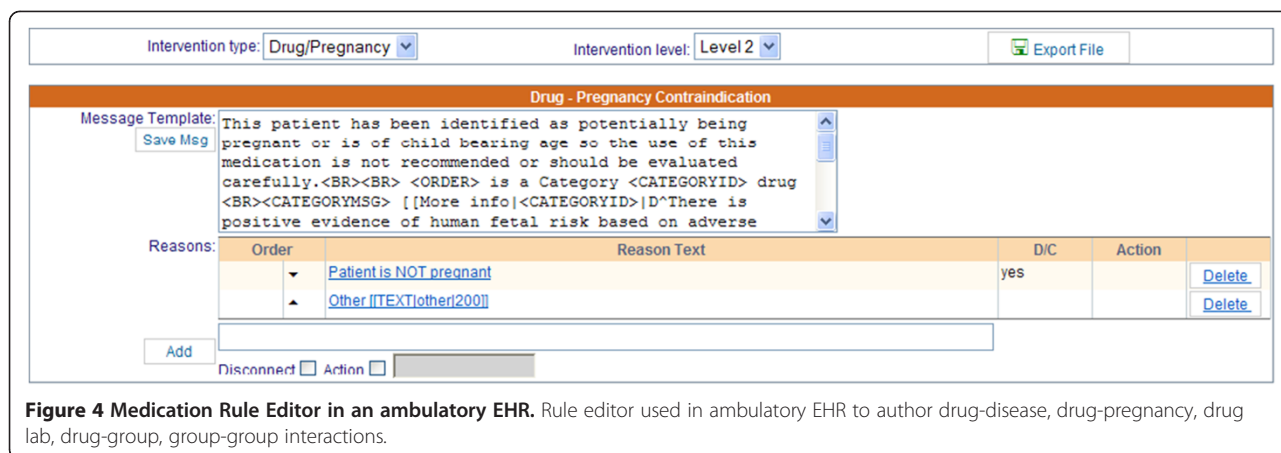 Intervention type: Drug/Pregnancy Intervention level: Level 2 Export File
Drug - Pregnancy Contraindication
Message Template:
Save Msg
This patient has been identified as potentially being
pregnant or is of child bearing age so the use of this
medication is not recommended or should be evaluated
carefully.<BR><BR> <ORDER> is a Category <CATEGORYID> drug
<BR><CATEGORYMSG> [[More info|<CATEGORYID>|D^There is
positive evidence of human fetal risk based on adverse
Reasons: Order Reason Text D/C Action
Patient is NOT pregnant yes Delete
Other [[TEXT|other|200]] Delete
Add
Disconnect Action
Figure 4 Medication Rule Editor in an ambulatory EHR. Rule editor used in ambulatory EHR to author drug-disease, drug-pregnancy, drug
lab, drug-group, group-group interactions.